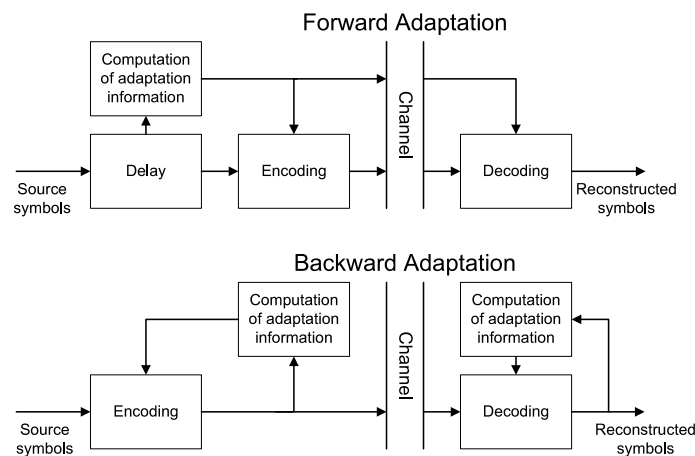 Forward Adaptation
Computation
of adaptation
information
Channel
Delay
Encoding
Decoding
Source
symbols
Reconstructed
symbols
Backward Adaptation
Computation
of adaptation
information
Channel
Computation
of adaptation
information
Encoding
Decoding
Source
symbols
Reconstructed
symbols